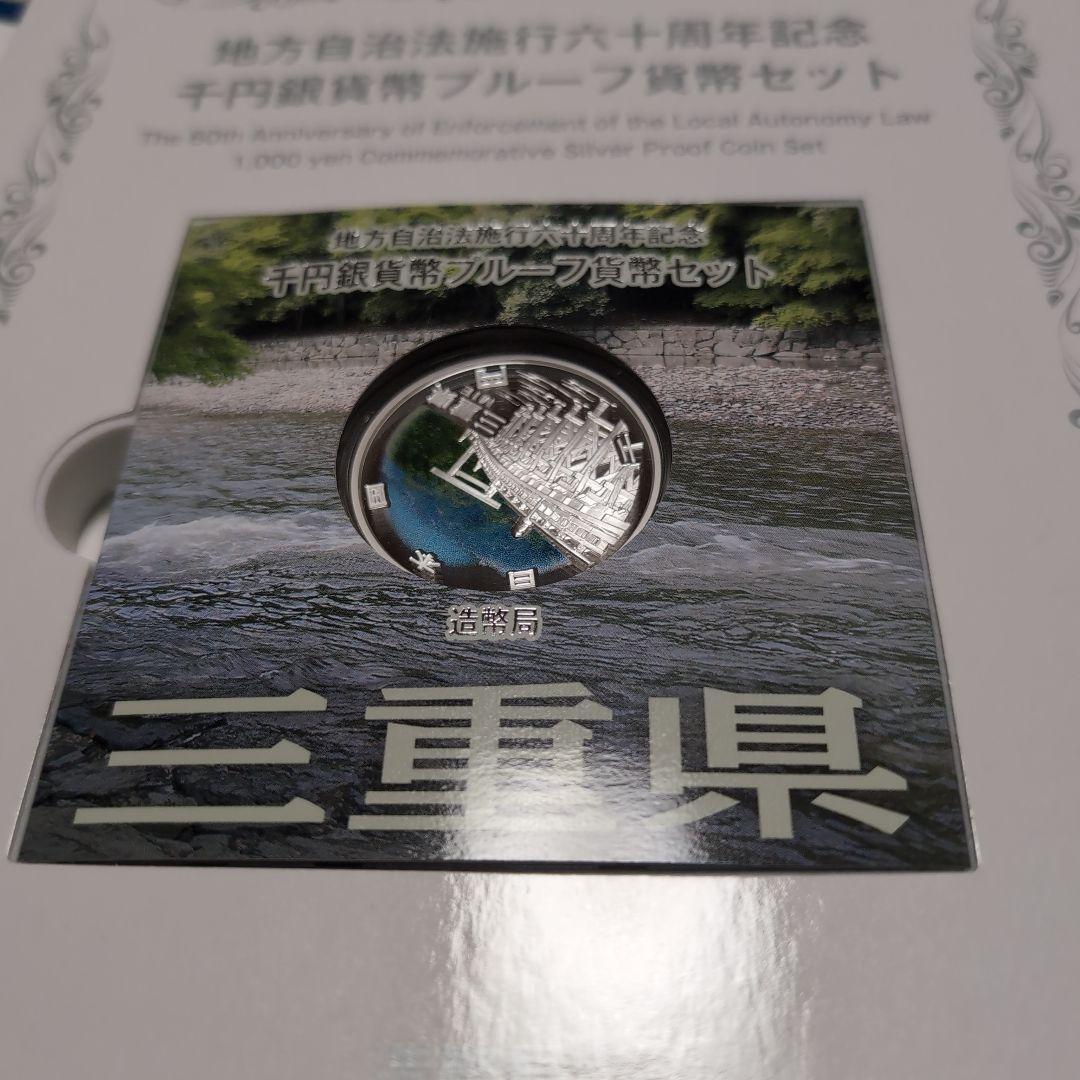 地方自治法施行六十周年記念
千円銀貨幣プルーフ貨幣セット
The 60th Anniversary of Enforcement of the Local Autonomy Law
1,000 yen Commemorative Silver Proof Coin Set
地方自治法施行六十周年記念
千円銀貨幣プルーフ貨幣セット
日本国
造幣局
三重県